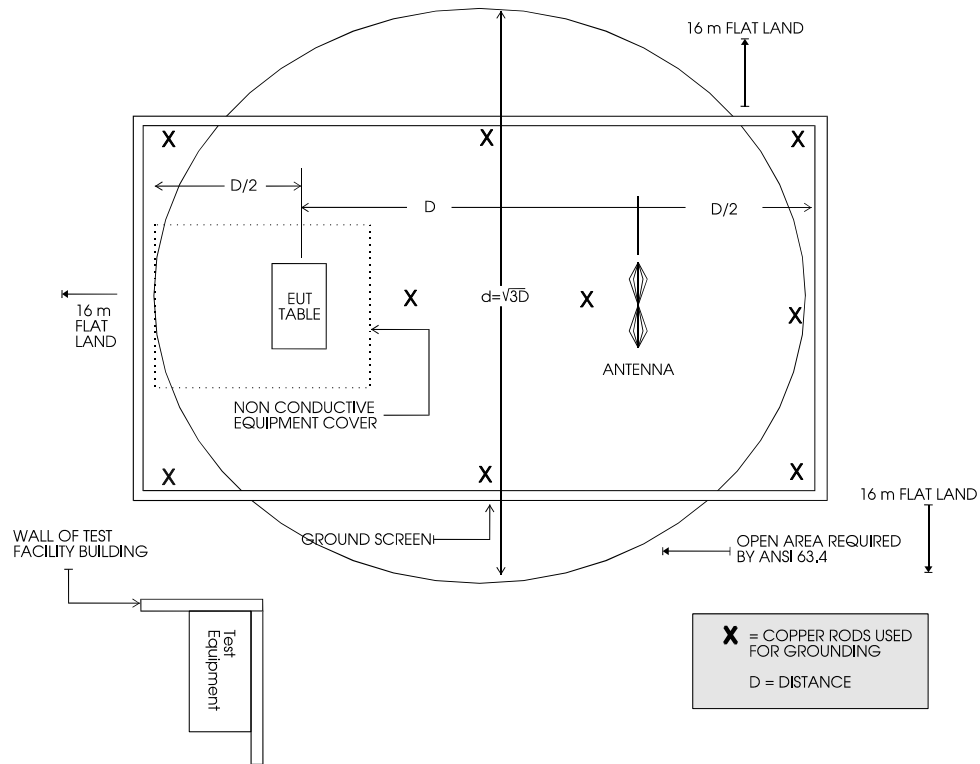 16 m FLAT LAND
X
X
X
D/2
D
D/2
EUT
TABLE
X
d=√3D
X
X
16 m
FLAT
LAND
ANTENNA
NON CONDUCTIVE
EQUIPMENT COVER
X
X
X
16 m FLAT LAND
WALL OF TEST
FACILITY BUILDING
GROUND SCREEN
OPEN AREA REQUIRED
BY ANSI 63.4
Test
Equipment
X = COPPER RODS USED
FOR GROUNDING
D = DISTANCE